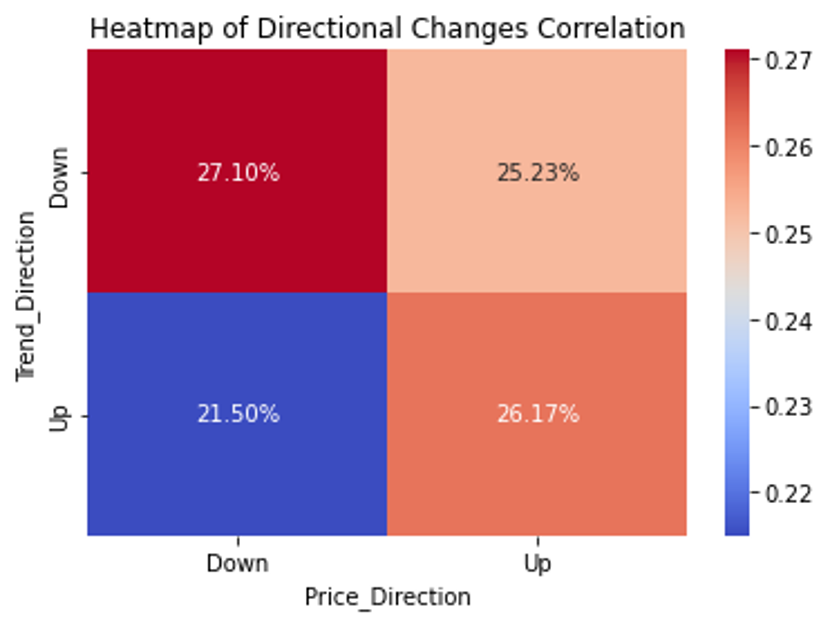 Heatmap of Directional Changes Correlation
Trend_Direction
Down
Up
27.10%
25.23%
21.50%
26.17%
Down
Up
Price_Direction
0.27
0.26
0.25
0.24
0.23
0.22